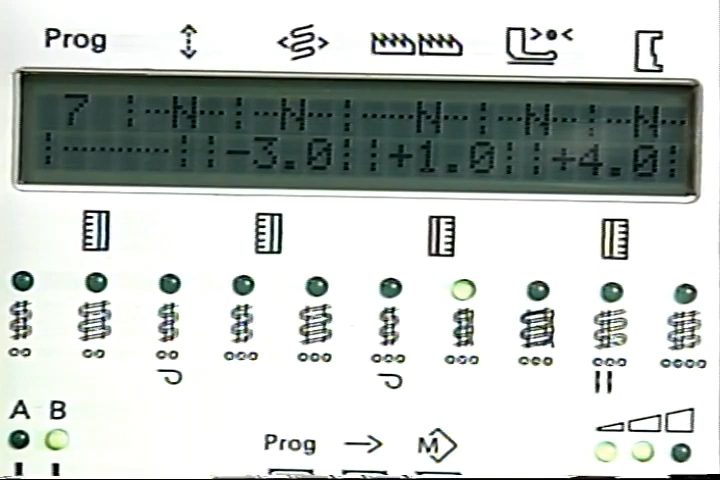 Prog
7 N N N N N
-3.0 +1.0 +4.0
A B
Prog → M